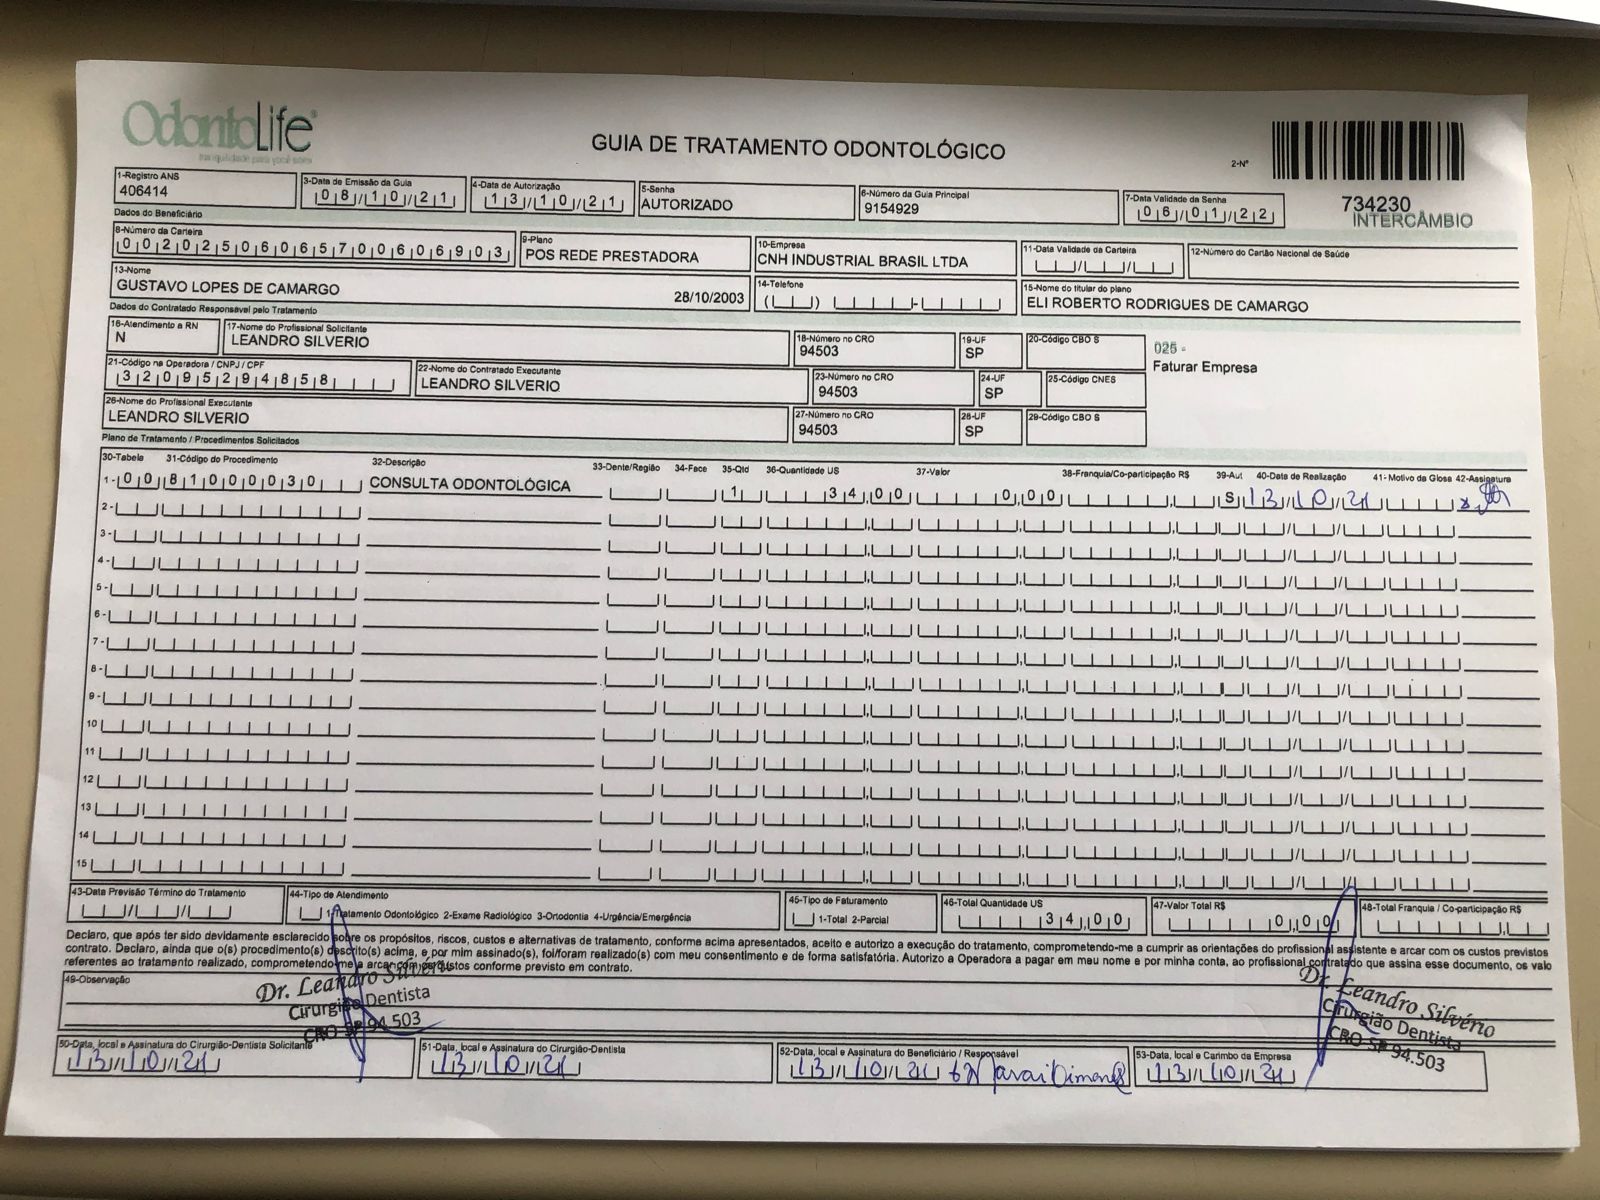 OdontoLife®
tranquilidade para você sorrir
GUIA DE TRATAMENTO ODONTOLÓGICO
2-Nº
734230
INTERCÂMBIO
1-Registro ANS
406414
3-Data de Emissão da Guia
08/10/21
4-Data de Autorização
13/10/21
5-Senha
AUTORIZADO
6-Número da Guia Principal
9154929
7-Data Validade da Senha
06/01/22
Dados do Beneficiário
8-Número da Carteira
00202506065700606903
9-Plano
POS REDE PRESTADORA
10-Empresa
CNH INDUSTRIAL BRASIL LTDA
11-Data Validade da Carteira
12-Número do Cartão Nacional de Saúde
13-Nome
GUSTAVO LOPES DE CAMARGO 28/10/2003
14-Telefone
15-Nome do titular do plano
ELI ROBERTO RODRIGUES DE CAMARGO
Dados do Contratado Responsável pelo Tratamento
16-Atendimento a RN
N
17-Nome do Profissional Solicitante
LEANDRO SILVERIO
18-Número no CRO
94503
19-UF
SP
20-Código CBO S
025 -
Faturar Empresa
21-Código na Operadora / CNPJ / CPF
32095294858
22-Nome do Contratado Executante
LEANDRO SILVERIO
23-Número no CRO
94503
24-UF
SP
25-Código CNES
26-Nome do Profissional Executante
LEANDRO SILVERIO
27-Número no CRO
94503
28-UF
SP
29-Código CBO S
Plano de Tratamento / Procedimentos Solicitados
30-Tabela 31-Código do Procedimento 32-Descrição 33-Dente/Região 34-Face 35-Qtd 36-Quantidade US 37-Valor 38-Franquia/Co-participação R$ 39-Aut 40-Data de Realização 41-Motivo da Glosa 42-Assinatura
1- 00 81000030 CONSULTA ODONTOLÓGICA 1 34,00 0,00 S 13/10/21
2-
3-
4-
5-
6-
7-
8-
9-
10
11
12
13
14
15
43-Data Previsão Término do Tratamento
44-Tipo de Atendimento
1-Tratamento Odontológico 2-Exame Radiológico 3-Ortodontia 4-Urgência/Emergência
45-Tipo de Faturamento
1-Total 2-Parcial
46-Total Quantidade US
34,00
47-Valor Total R$
0,00
48-Total Franquia / Co-participação R$
Declaro, que após ter sido devidamente esclarecido sobre os propósitos, riscos, custos e alternativas de tratamento, conforme acima apresentados, aceito e autorizo a execução do tratamento, comprometendo-me a cumprir as orientações do profissional assistente e arcar com os custos previstos
contrato. Declaro, ainda que o(s) procedimento(s) descrito(s) acima, e por mim assinado(s), foi/foram realizado(s) com meu consentimento e de forma satisfatória. Autorizo a Operadora a pagar em meu nome e por minha conta, ao profissional contratado que assina esse documento, os valo
referentes ao tratamento realizado, comprometendo-me a arcar com os custos conforme previsto em contrato.
49-Observação
Dr. Leandro Silvério
Cirurgião Dentista
CRO SP 94.503
Dr. Leandro Silvério
Cirurgião Dentista
CRO SP 94.503
50-Data, local e Assinatura do Cirurgião-Dentista Solicitante
13/10/21
51-Data, local e Assinatura do Cirurgião-Dentista
13/10/21
52-Data, local e Assinatura do Beneficiário / Responsável
13/10/21
53-Data, local e Carimbo da Empresa
13/10/21